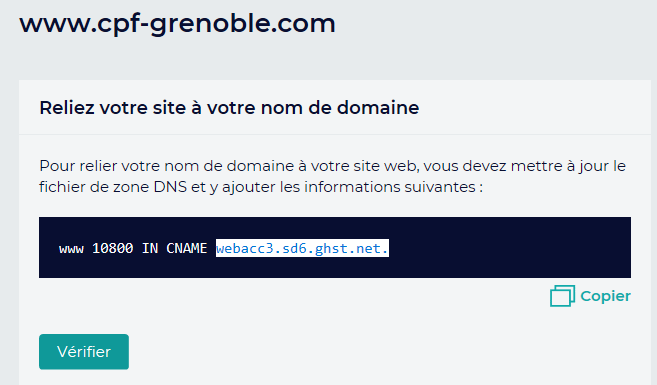 www.cpf-grenoble.com
Reliez votre site à votre nom de domaine
Pour relier votre nom de domaine à votre site web, vous devez mettre à jour le
fichier de zone DNS et y ajouter les informations suivantes :
www 10800 IN CNAME webacc3.sd6.ghst.net.
Copier
Vérifier